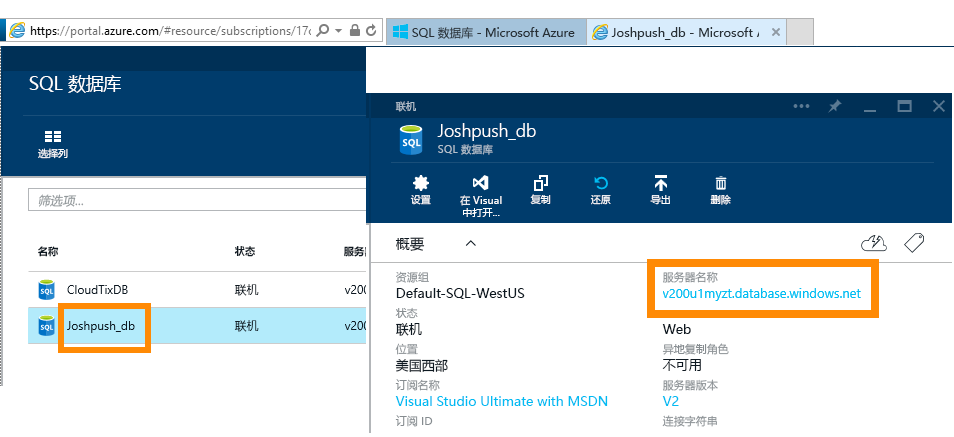 https://portal.azure.com/#resource/subscriptions/17c
SQL 数据库 - Microsoft Azure
Joshpush_db - Microsoft
SQL 数据库
选择列
筛选项...
名称
状态
服务器
CloudTixDB
联机
v200
Joshpush_db
联机
v200
联机
Joshpush_db
SQL 数据库
设置
在 Visual
中打开...
复制
还原
导出
删除
概要
资源组
Default-SQL-WestUS
状态
联机
位置
美国西部
订阅名称
Visual Studio Ultimate with MSDN
订阅 ID
服务器名称
v200u1myzt.database.windows.net
Web
异地复制角色
不可用
服务器版本
V2
连接字符串